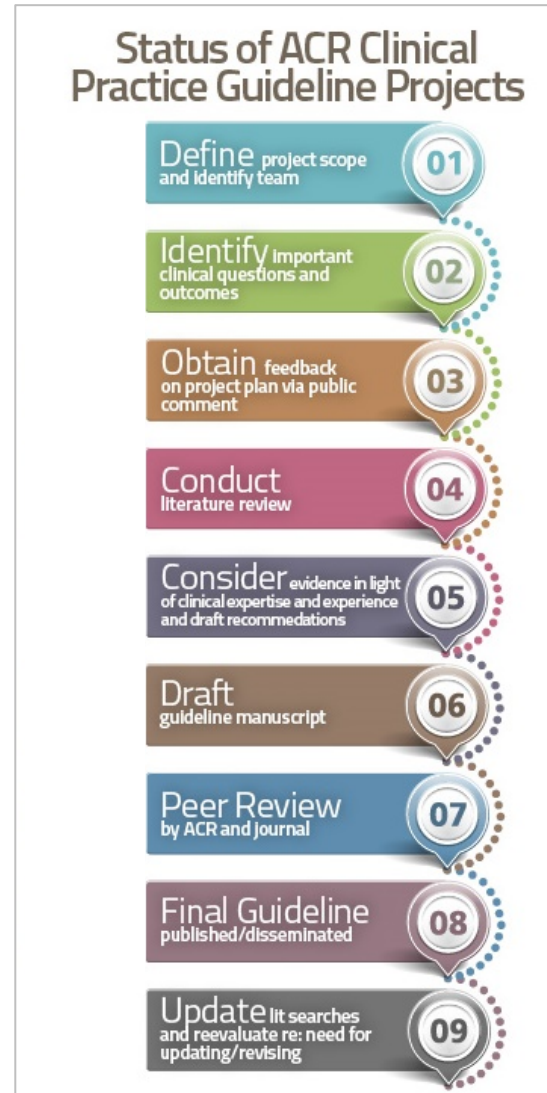 Status of ACR Clinical
Practice Guideline Projects
Define project scope
and identify team
01
Identify important
clinical questions and
outcomes
02
Obtain feedback
on project plan via public
comment
03
Conduct
literature review
04
Consider evidence in light
of clinical expertise and experience
and draft recommedations
05
Draft
guideline manuscript
06
Peer Review
by ACR and journal
07
Final Guideline
published/disseminated
08
Update lit searches
and reevaluate re: need for
updating/revising
09